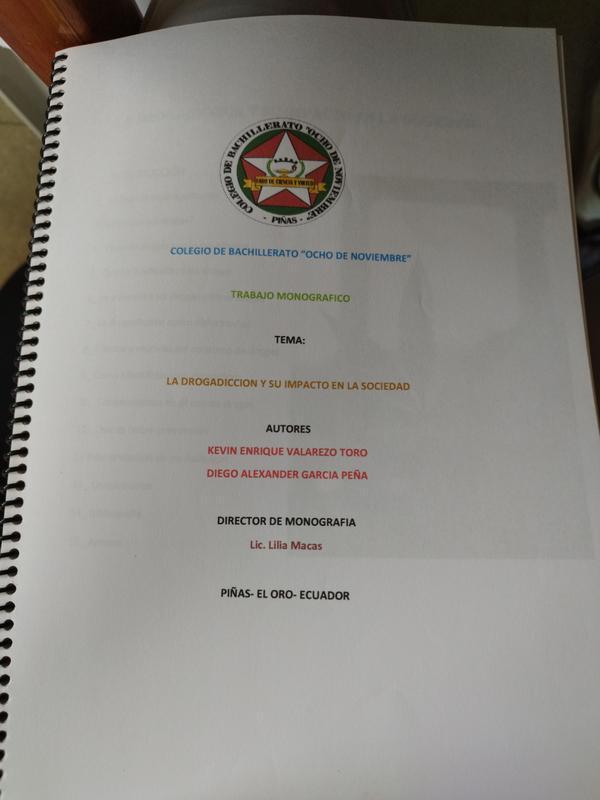 COLEGIO DE BACHILLERATO "OCHO DE NOVIEMBRE"
FARO DE CIENCIA Y VIRTUD
- PIÑAS -
COLEGIO DE BACHILLERATO "OCHO DE NOVIEMBRE"
TRABAJO MONOGRAFICO
TEMA:
LA DROGADICCION Y SU IMPACTO EN LA SOCIEDAD
AUTORES
KEVIN ENRIQUE VALAREZO TORO
DIEGO ALEXANDER GARCIA PEÑA
DIRECTOR DE MONOGRAFIA
Lic. Lilia Macas
PIÑAS- EL ORO- ECUADOR